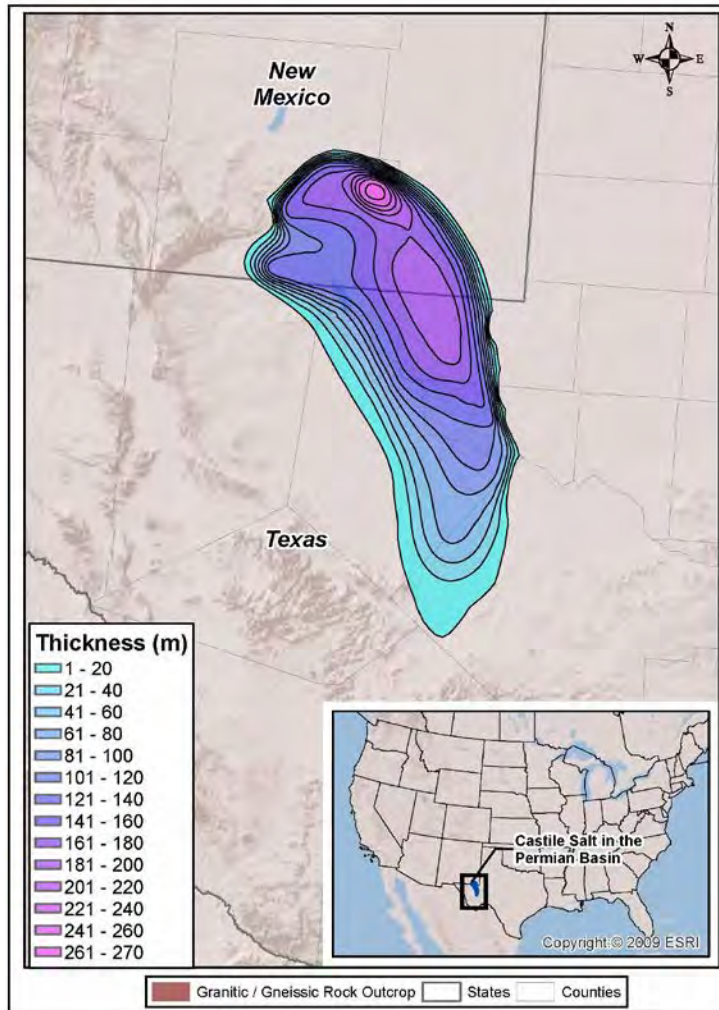 N
W E
S
New
Mexico
Texas
Thickness (m)
1 - 20
21 - 40
41 - 60
61 - 80
81 - 100
101 - 120
121 - 140
141 - 160
161 - 180
181 - 200
201 - 220
221 - 240
241 - 260
261 - 270
Castile Salt in the
Permian Basin
Copyright:© 2009 ESRI
Granitic / Gneissic Rock Outcrop States Counties